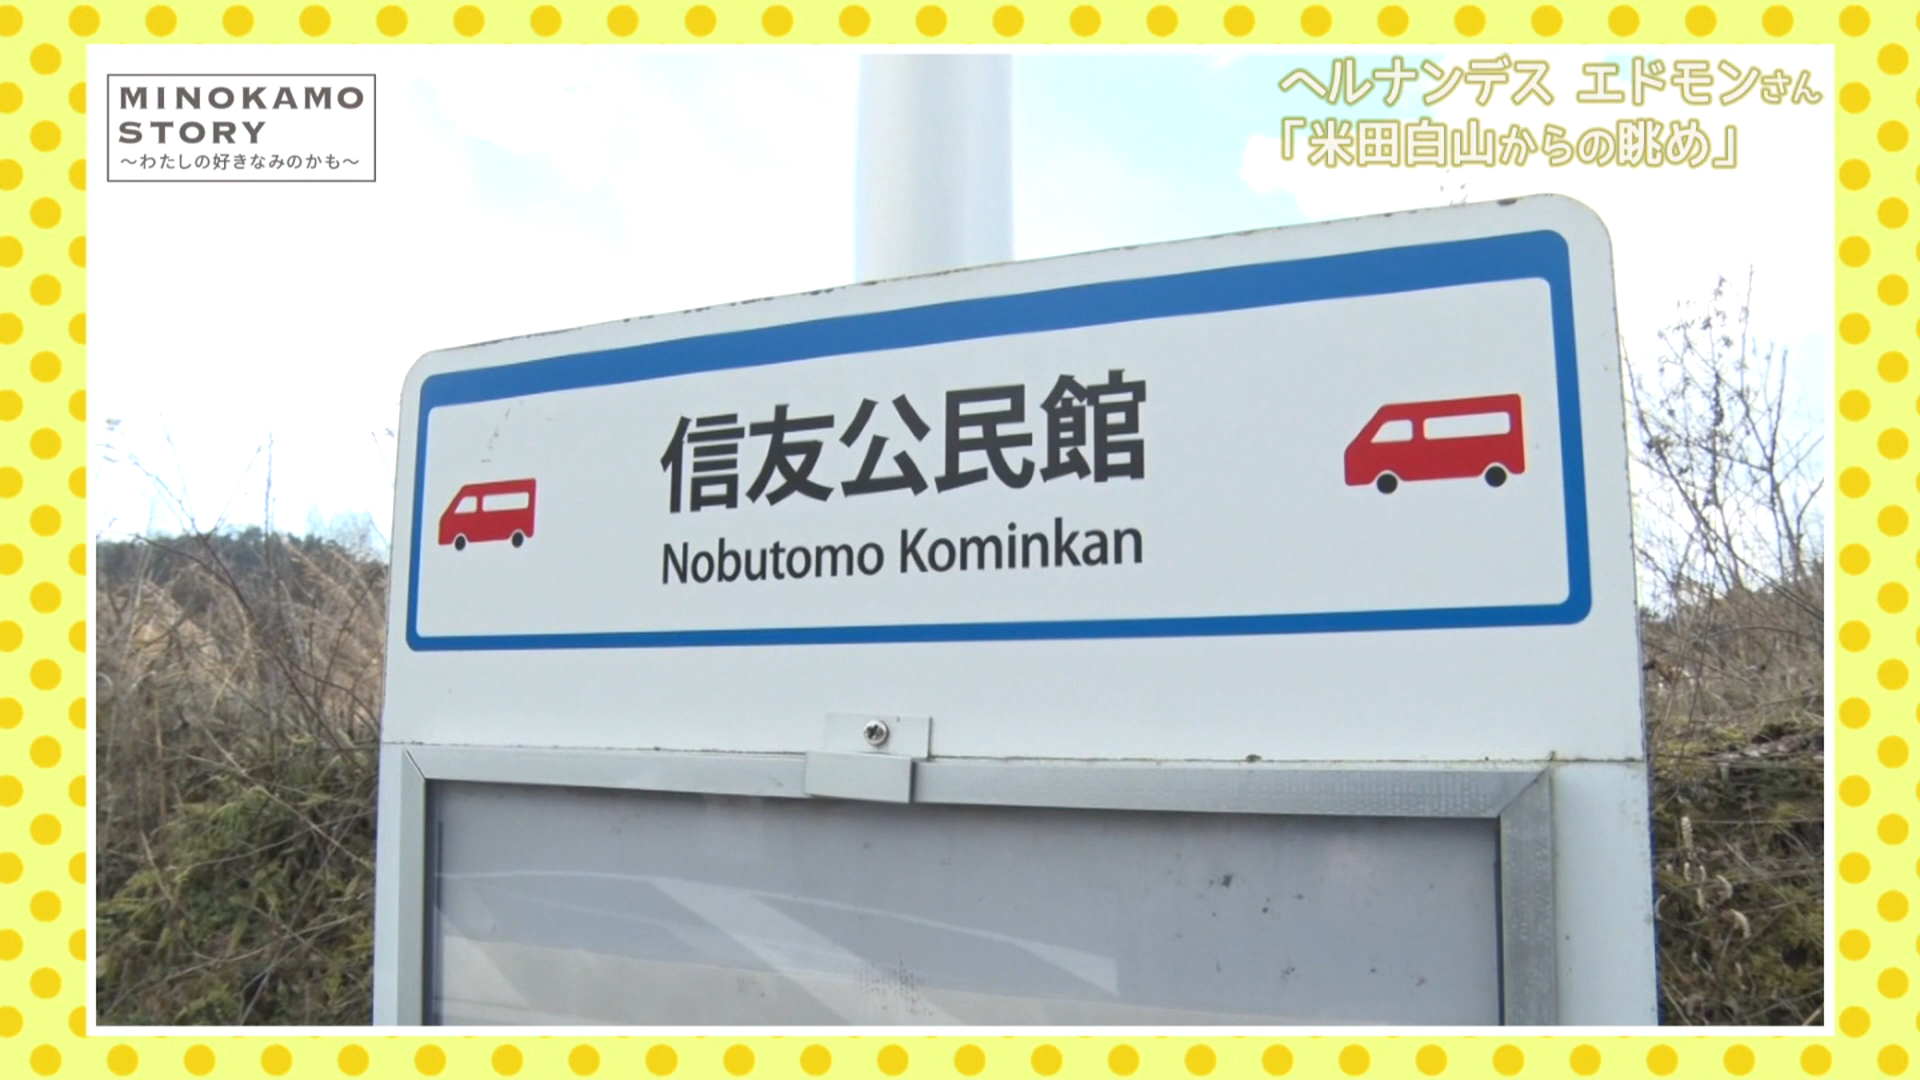 MINOKAMO
STORY
～わたしの好きなみのかも～
ヘルナンデス エドモンさん
「米田白山からの眺め」
信友公民館
Nobutomo Kominkan